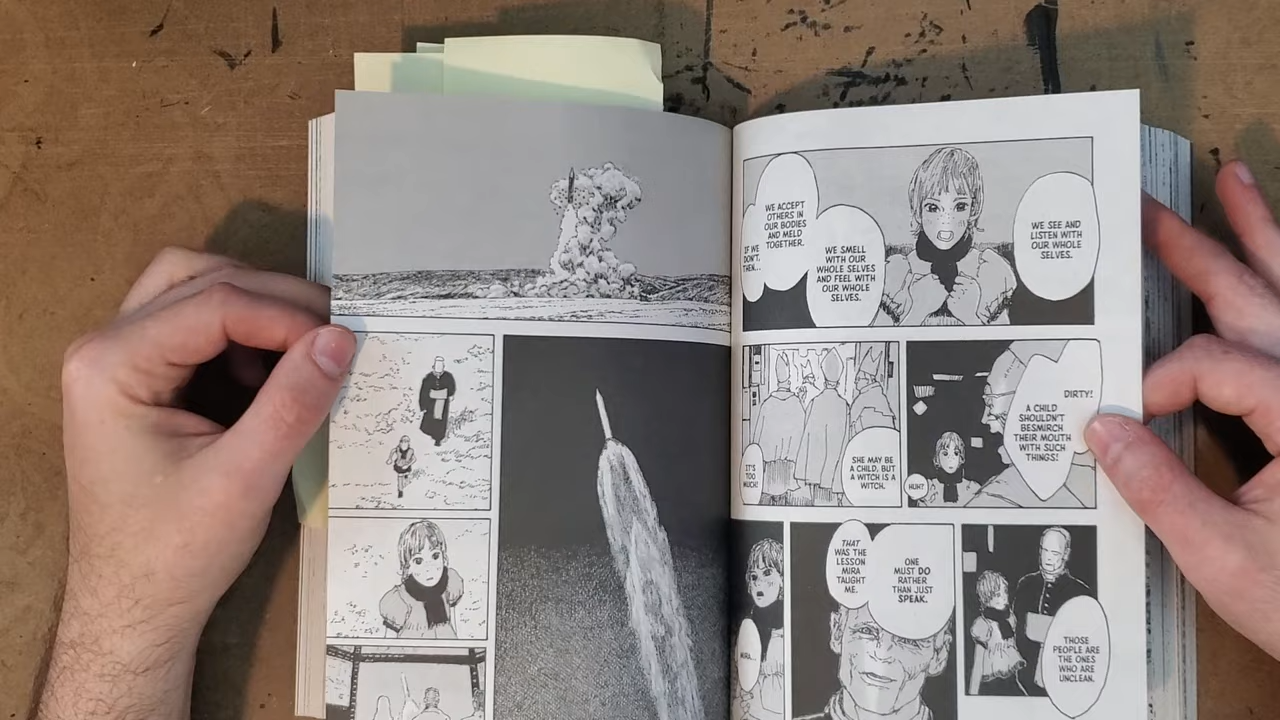 WE SEE AND
LISTEN WITH
OUR WHOLE
SELVES.
WE SMELL
WITH OUR
WHOLE SELVES
AND FEEL WITH
OUR WHOLE
SELVES.
WE ACCEPT
OTHERS IN
OUR BODIES
AND MELD
TOGETHER.
IF WE
DON'T,
THEN...
DIRTY!
A CHILD
SHOULDN'T
BESMIRCH
THEIR MOUTH
WITH SUCH
THINGS!
HUH?
SHE MAY BE
A CHILD, BUT
A WITCH IS A
WITCH.
IT'S
TOO
MUCH!
THOSE
PEOPLE ARE
THE ONES
WHO ARE
UNCLEAN.
ONE
MUST DO
RATHER
THAN JUST
SPEAK.
THAT
WAS THE
LESSON
MIRA
TAUGHT
ME.
MIRA...